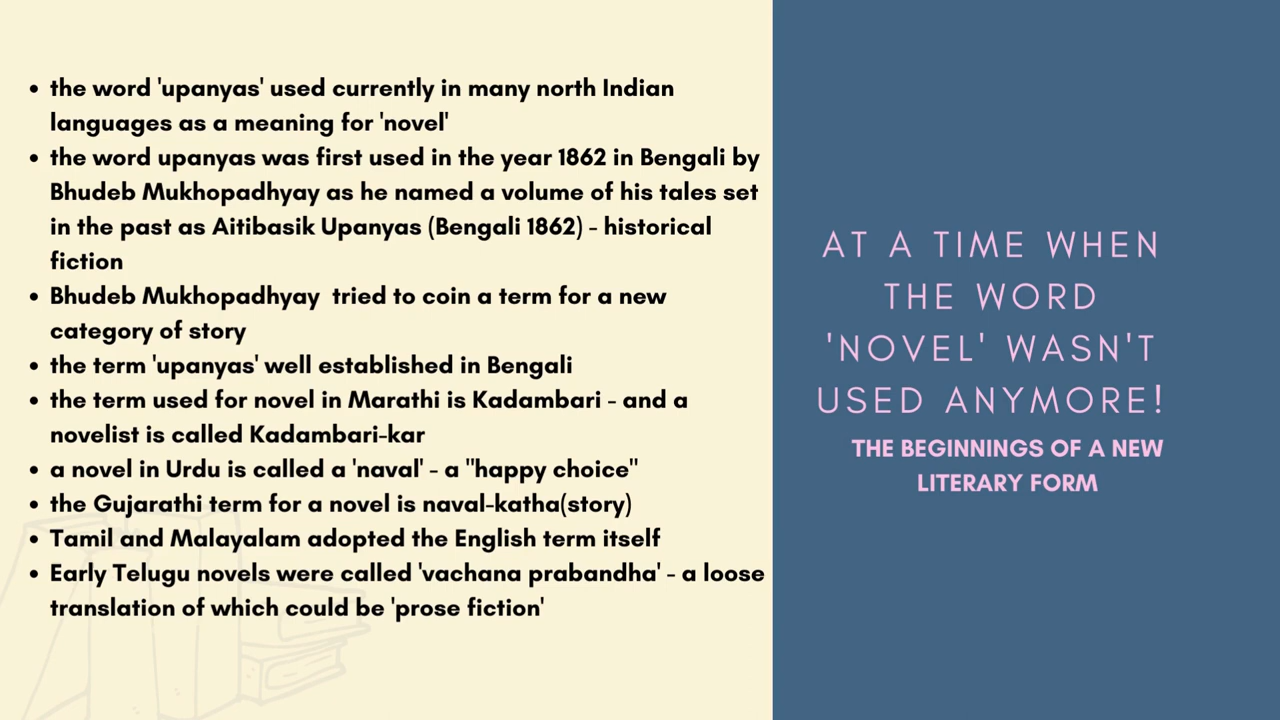 • the word 'upanyas' used currently in many north Indian
languages as a meaning for 'novel'
• the word upanyas was first used in the year 1862 in Bengali by
Bhudeb Mukhopadhyay as he named a volume of his tales set
in the past as Aitibasik Upanyas (Bengali 1862) - historical
fiction
• Bhudeb Mukhopadhyay tried to coin a term for a new
category of story
• the term 'upanyas' well established in Bengali
• the term used for novel in Marathi is Kadambari - and a
novelist is called Kadambari-kar
• a novel in Urdu is called a 'naval' - a "happy choice"
• the Gujarathi term for a novel is naval-katha(story)
• Tamil and Malayalam adopted the English term itself
• Early Telugu novels were called 'vachana prabandha' - a loose
translation of which could be 'prose fiction'
AT A TIME WHEN
THE WORD
'NOVEL' WASN'T
USED ANYMORE!
THE BEGINNINGS OF A NEW
LITERARY FORM